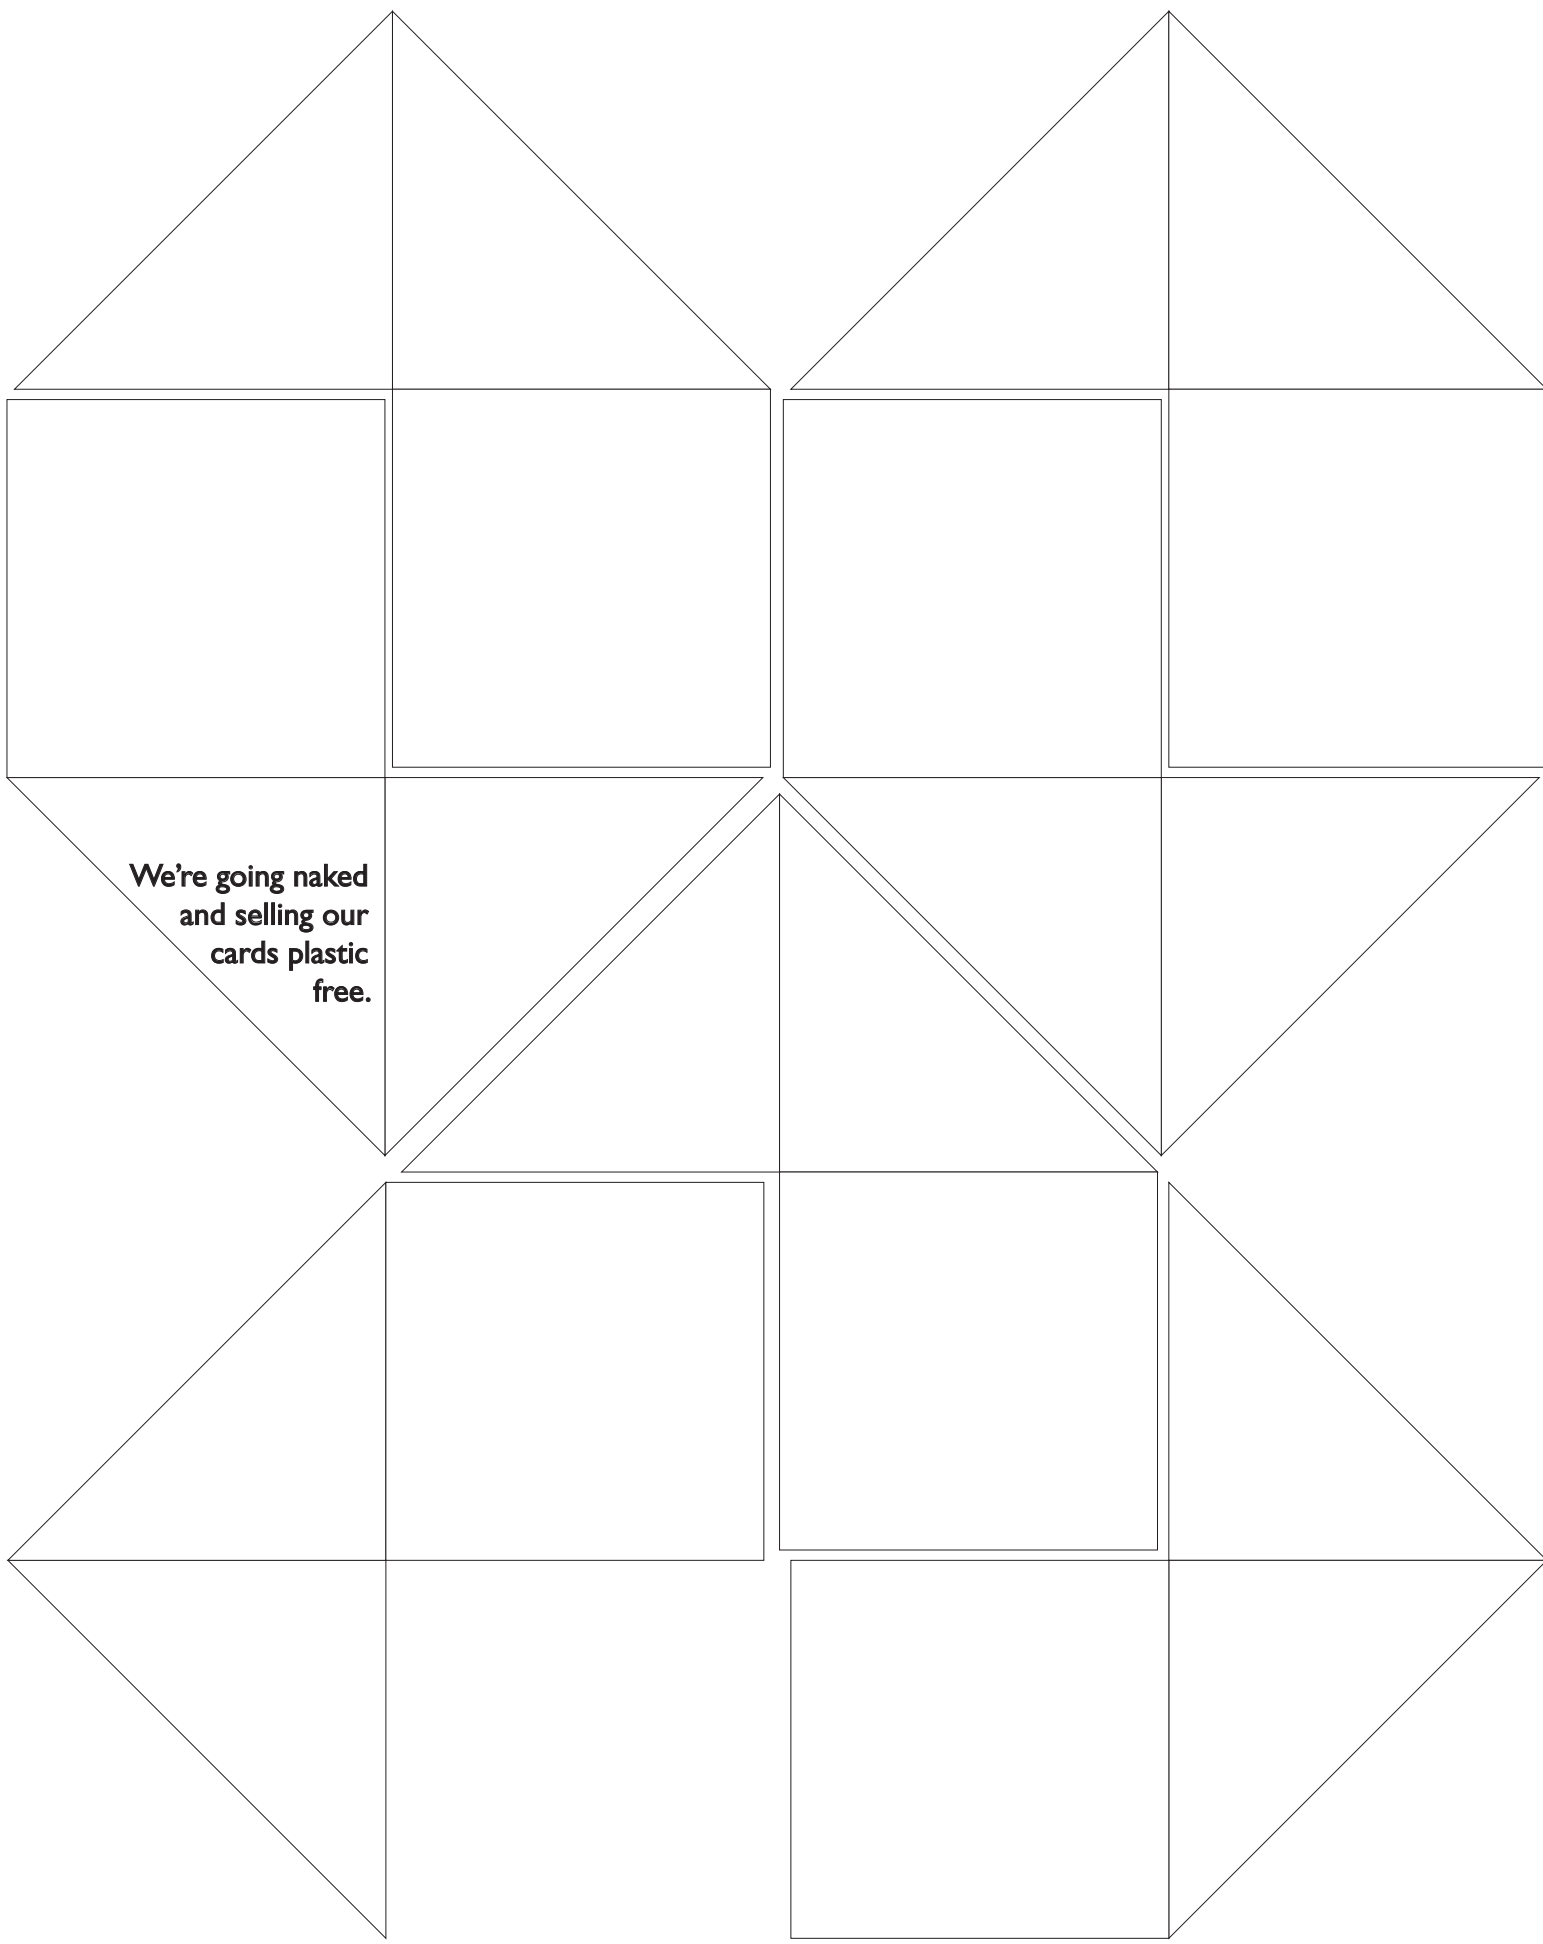 We’re going naked
and selling our
cards plastic
free.